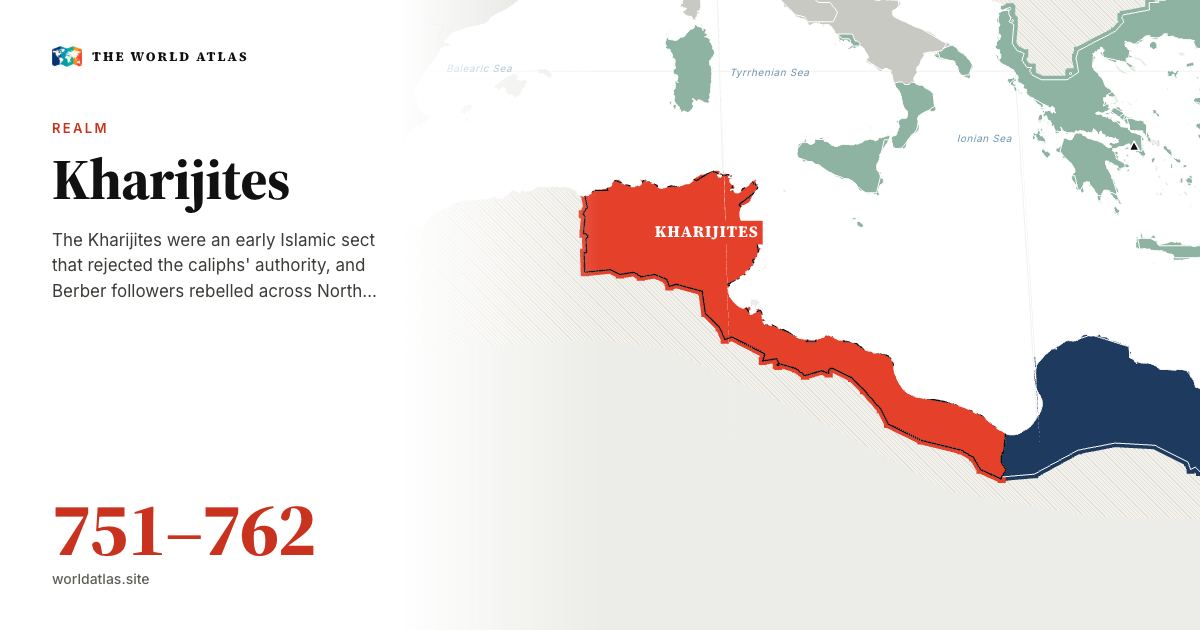 THE WORLD ATLAS
REALM
Kharijites
The Kharijites were an early Islamic sect
that rejected the caliphs' authority, and
Berber followers rebelled across North...
751–762
worldatlas.site
Balearic Sea
Tyrrhenian Sea
Ionian Sea
KHARIJITES